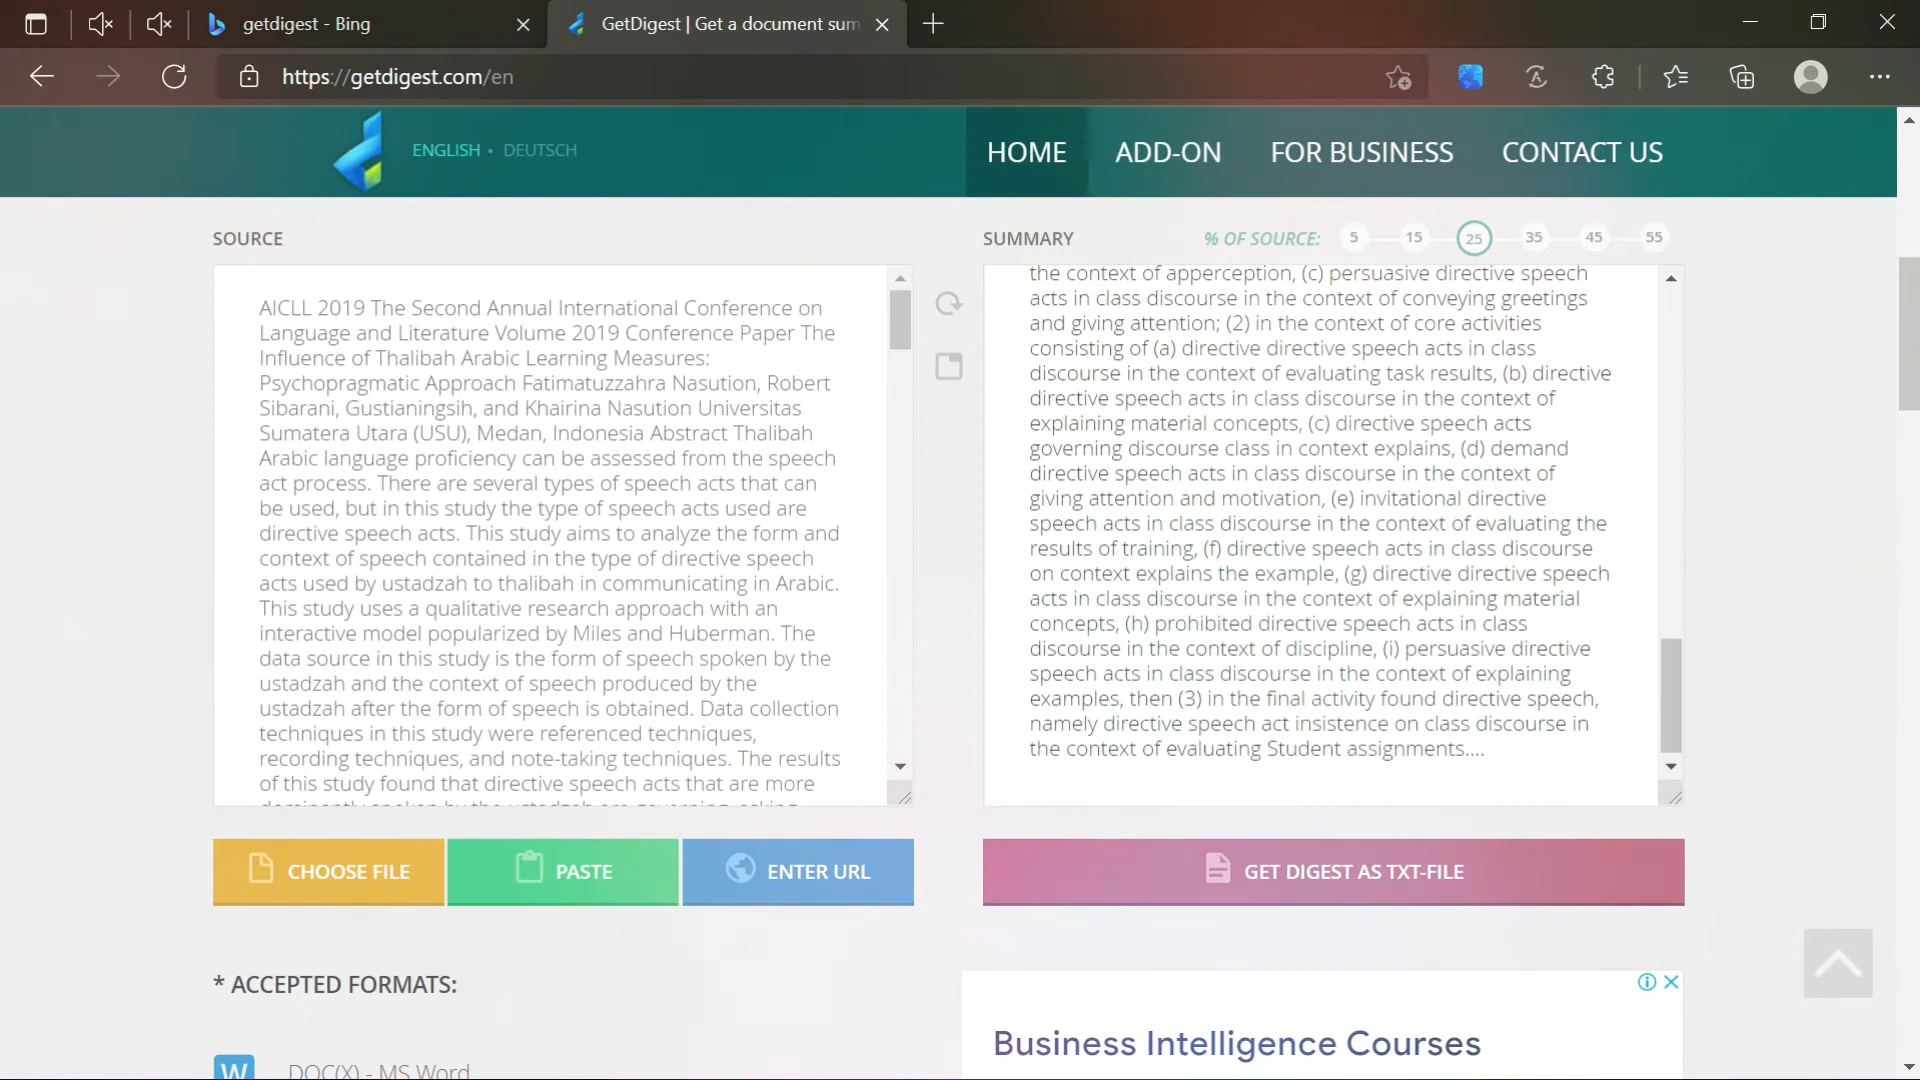 getdigest - Bing
GetDigest | Get a document sum
https://getdigest.com/en
ENGLISH • DEUTSCH
HOME
ADD-ON
FOR BUSINESS
CONTACT US
SOURCE
AICLL 2019 The Second Annual International Conference on
Language and Literature Volume 2019 Conference Paper The
Influence of Thalibah Arabic Learning Measures:
Psychopragmatic Approach Fatimatuzzahra Nasution, Robert
Sibarani, Gustianingsih, and Khairina Nasution Universitas
Sumatera Utara (USU), Medan, Indonesia Abstract Thalibah
Arabic language proficiency can be assessed from the speech
act process. There are several types of speech acts that can
be used, but in this study the type of speech acts used are
directive speech acts. This study aims to analyze the form and
context of speech contained in the type of directive speech
acts used by ustadzah to thalibah in communicating in Arabic.
This study uses a qualitative research approach with an
interactive model popularized by Miles and Huberman. The
data source in this study is the form of speech spoken by the
ustadzah and the context of speech produced by the
ustadzah after the form of speech is obtained. Data collection
techniques in this study were referenced techniques,
recording techniques, and note-taking techniques. The results
of this study found that directive speech acts that are more
SUMMARY
% OF SOURCE: 5 15 25 35 45 55
the context of apperception, (c) persuasive directive speech
acts in class discourse in the context of conveying greetings
and giving attention; (2) in the context of core activities
consisting of (a) directive directive speech acts in class
discourse in the context of evaluating task results, (b) directive
directive speech acts in class discourse in the context of
explaining material concepts, (c) directive speech acts
governing discourse class in context explains, (d) demand
directive speech acts in class discourse in the context of
giving attention and motivation, (e) invitational directive
speech acts in class discourse in the context of evaluating the
results of training, (f) directive speech acts in class discourse
on context explains the example, (g) directive directive speech
acts in class discourse in the context of explaining material
concepts, (h) prohibited directive speech acts in class
discourse in the context of discipline, (i) persuasive directive
speech acts in class discourse in the context of explaining
examples, then (3) in the final activity found directive speech,
namely directive speech act insistence on class discourse in
the context of evaluating Student assignments....
CHOOSE FILE
PASTE
ENTER URL
GET DIGEST AS TXT-FILE
* ACCEPTED FORMATS:
W DOC(X) - MS Word
Business Intelligence Courses